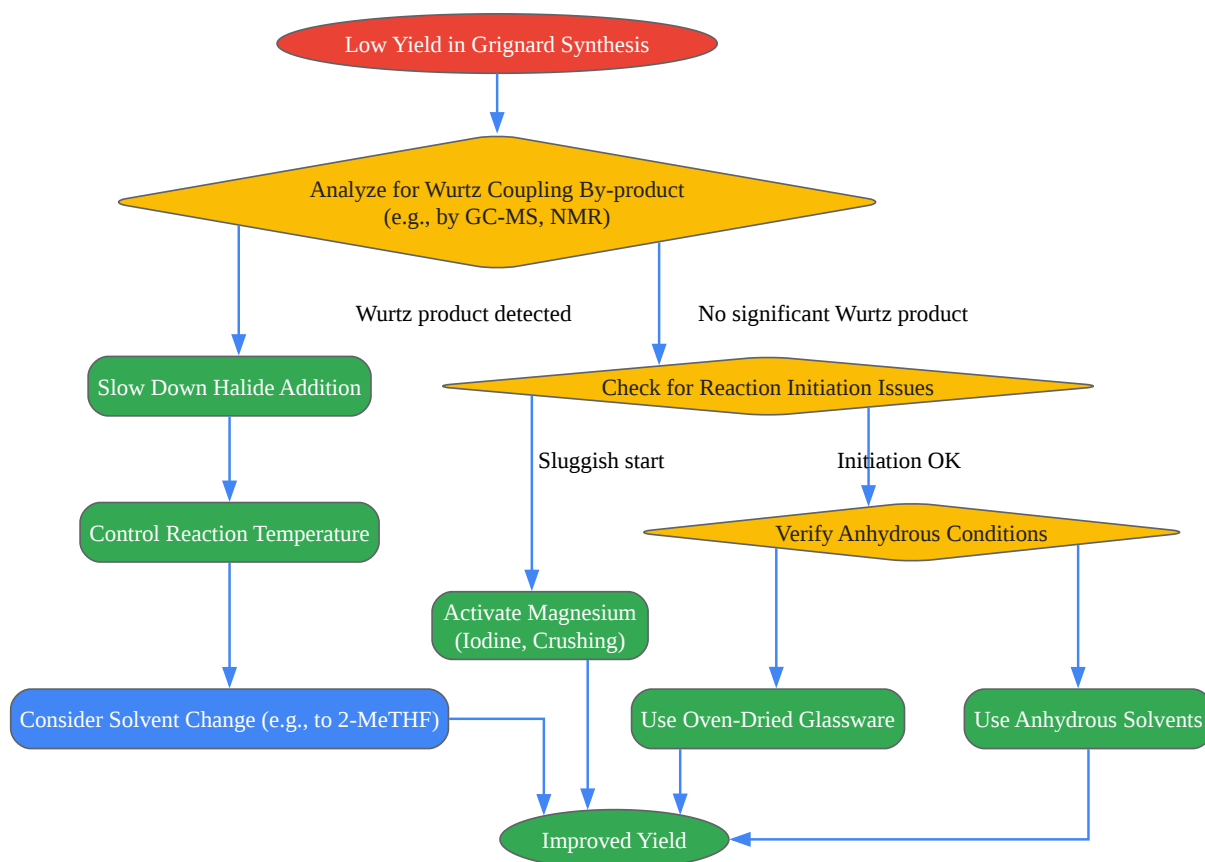 Low Yield in Grignard Synthesis
Analyze for Wurtz Coupling By-product
(e.g., by GC-MS, NMR)
Wurtz product detected
No significant Wurtz product
Slow Down Halide Addition
Check for Reaction Initiation Issues
Sluggish start
Initiation OK
Control Reaction Temperature
Verify Anhydrous Conditions
Activate Magnesium
(Iodine, Crushing)
Consider Solvent Change (e.g., to 2-MeTHF)
Use Oven-Dried Glassware
Use Anhydrous Solvents
Improved Yield